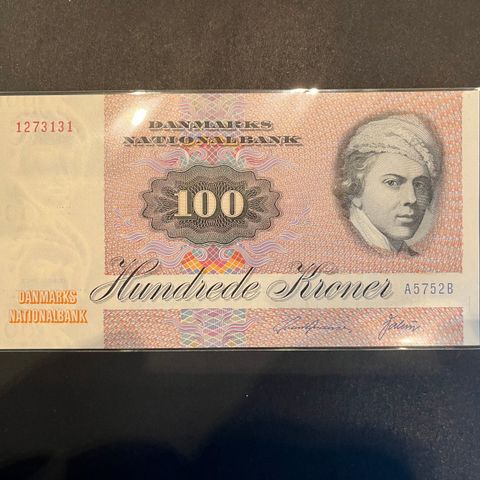 1273131
DANMARKS
NATIONALBANK
100
Hundrede Kroner
A5752B
DANMARKS
NATIONALBANK